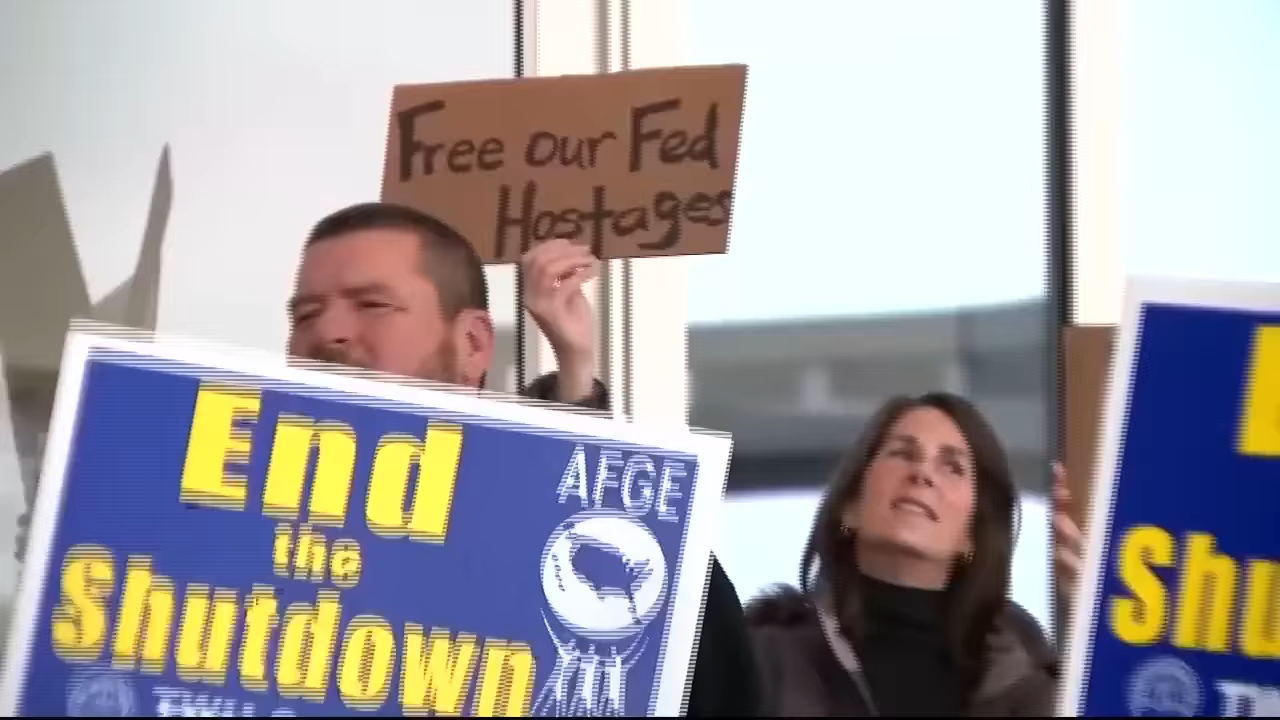 Free our Fed
Hostages
End
the
Shutdown
AFGE
Shu